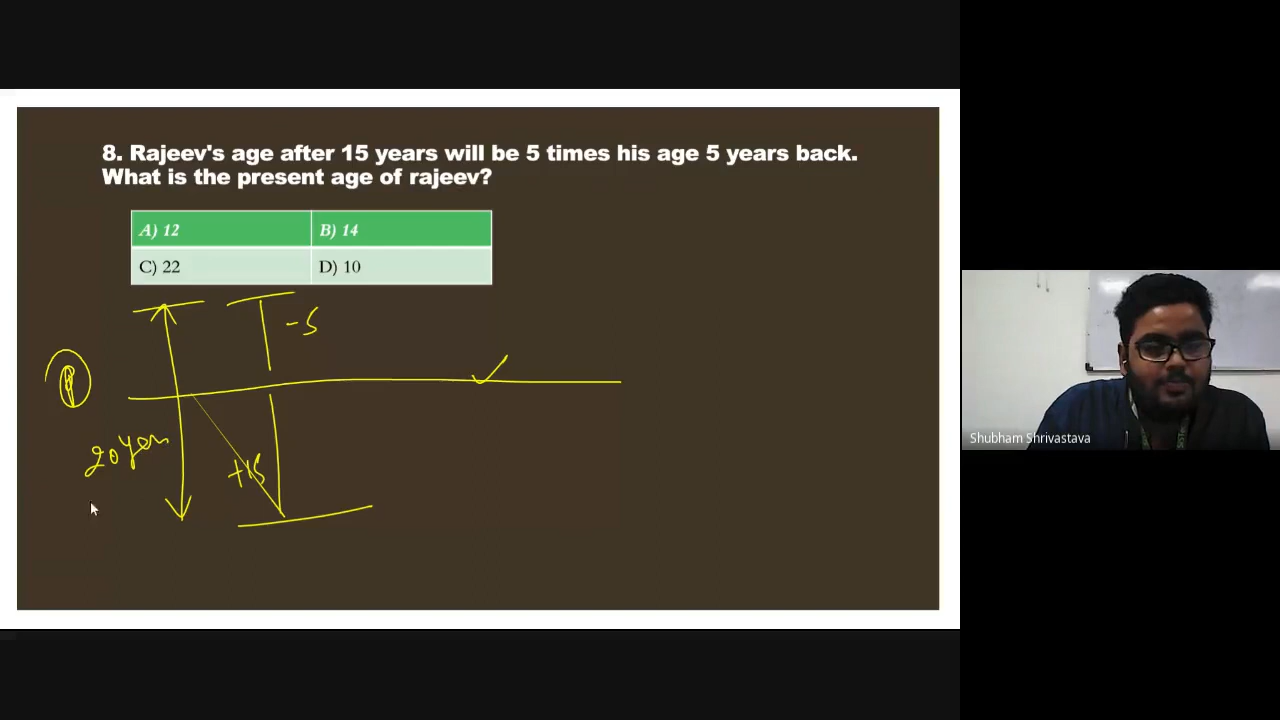 8. Rajeev's age after 15 years will be 5 times his age 5 years back.
What is the present age of rajeev?
A) 12 B) 14
C) 22 D) 10
-5
20 year
+15
Shubham Shrivastava